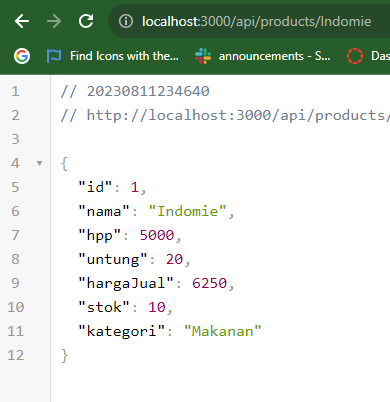 localhost:3000/api/products/Indomie
Find Icons with the...
announcements - S...
Das
1 // 20230811234640
2 // http://localhost:3000/api/products/
3
4 {
5 "id": 1,
6 "nama": "Indomie",
7 "hpp": 5000,
8 "untung": 20,
9 "hargaJual": 6250,
10 "stok": 10,
11 "kategori": "Makanan"
12 }